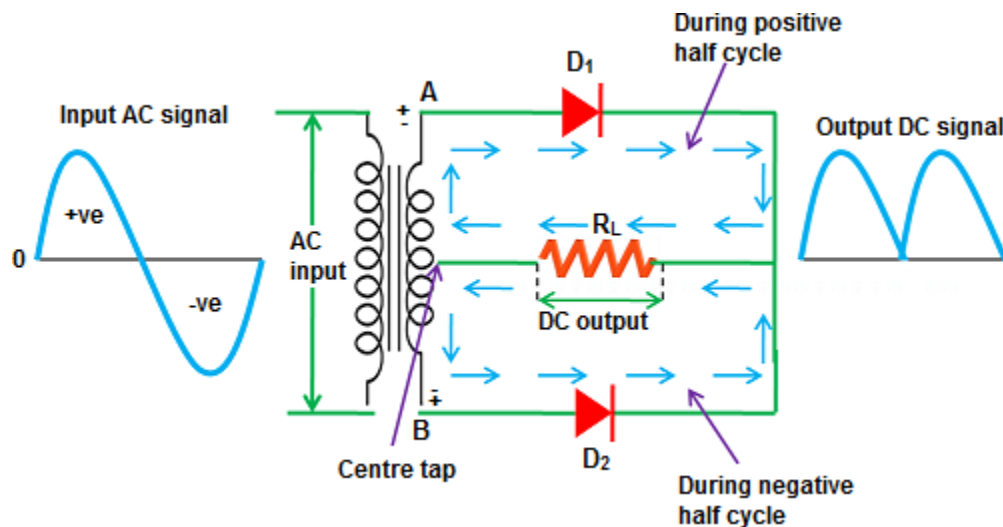 During positive
half cycle
D₁
A
Input AC signal
+
-
Output DC signal
+ve
R_L
0
AC
input
-ve
DC output
-
+
B
Centre tap
D₂
During negative
half cycle